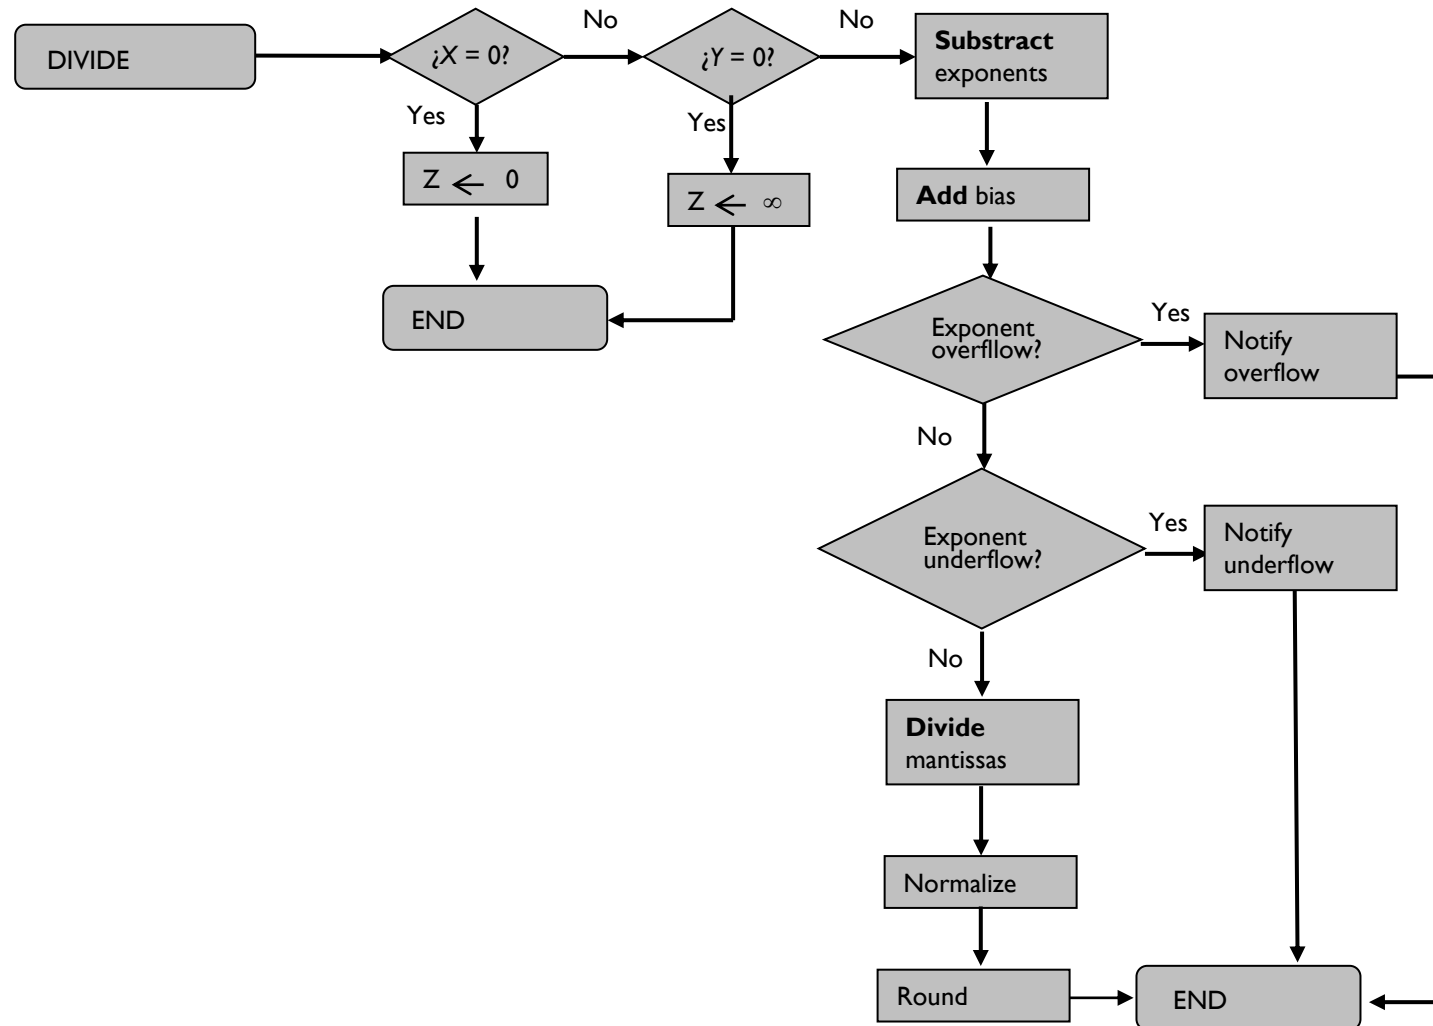 DIVIDE
¿X = 0?
No
¿Y = 0?
No
Substract
exponents
Yes
Yes
Z ← 0
Z ← ∞
Add bias
END
Exponent
overfllow?
Yes
Notify
overflow
No
Exponent
underflow?
Yes
Notify
underflow
No
Divide
mantissas
Normalize
Round
END